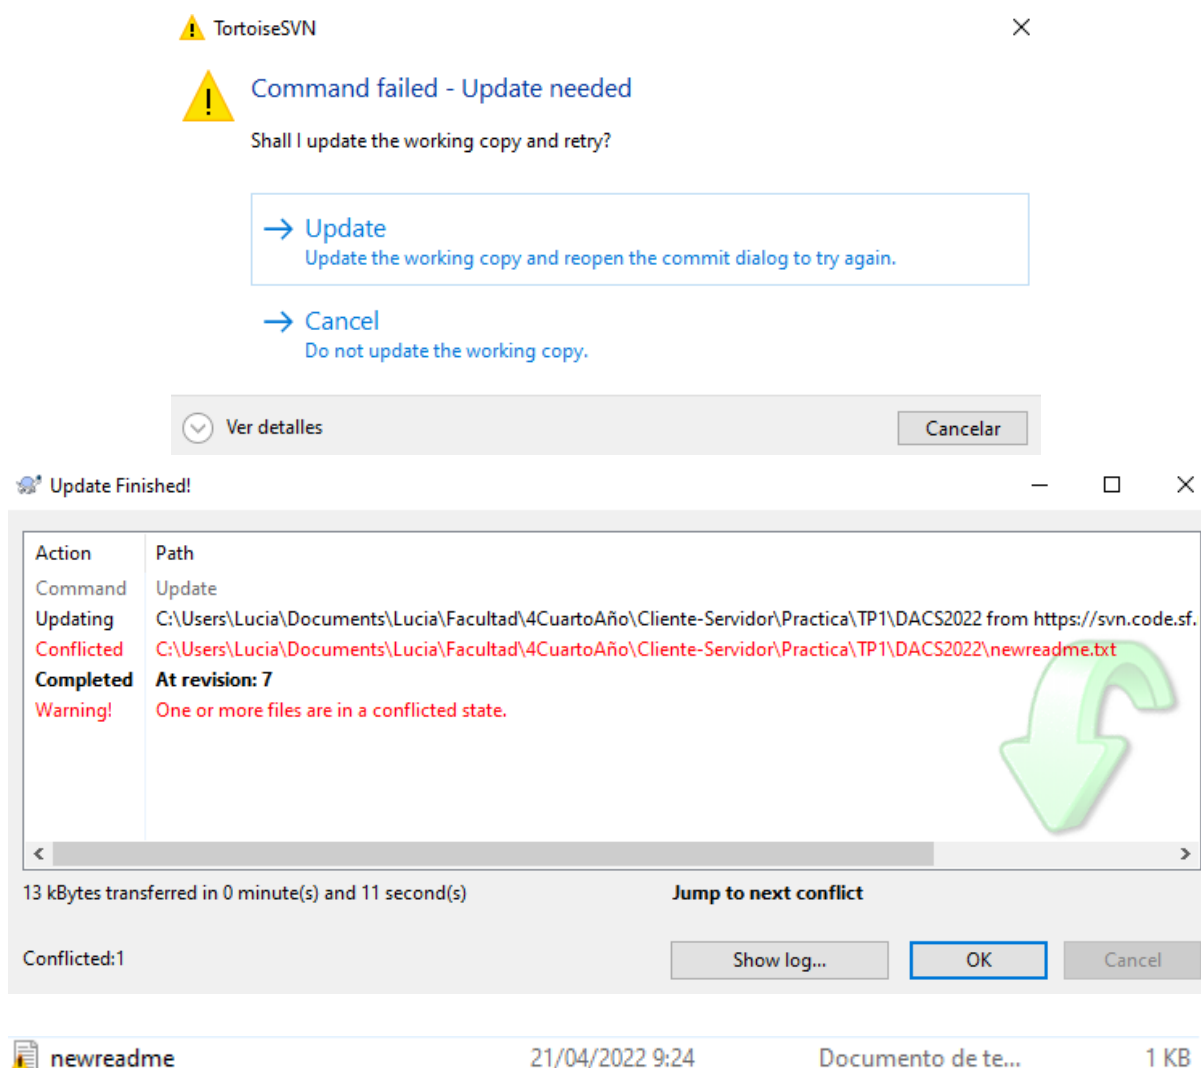 TortoiseSVN
Command failed - Update needed
Shall I update the working copy and retry?
Update
Update the working copy and reopen the commit dialog to try again.
Cancel
Do not update the working copy.
Ver detalles
Cancelar
Update Finished!
Action Path
Command Update
Updating C:\Users\Lucia\Documents\Lucia\Facultad\4CuartoAño\Cliente-Servidor\Practica\TP1\DACS2022 from https://svn.code.sf.
Conflicted C:\Users\Lucia\Documents\Lucia\Facultad\4CuartoAño\Cliente-Servidor\Practica\TP1\DACS2022\newreadme.txt
Completed At revision: 7
Warning! One or more files are in a conflicted state.
13 kBytes transferred in 0 minute(s) and 11 second(s) Jump to next conflict
Conflicted:1 Show log... OK Cancel
newreadme 21/04/2022 9:24 Documento de te... 1 KB